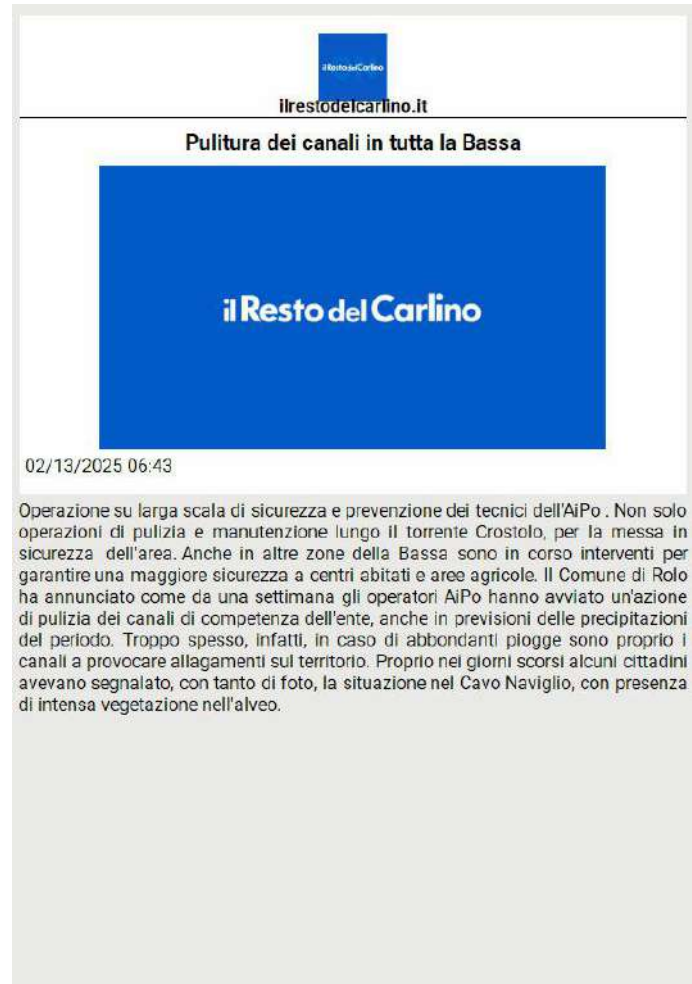 il Resto del Carlino
ilrestodelcarlino.it
Pulitura dei canali in tutta la Bassa
il Resto del Carlino
02/13/2025 06:43
Operazione su larga scala di sicurezza e prevenzione dei tecnici dell'AiPo . Non solo
operazioni di pulizia e manutenzione lungo il torrente Crostolo, per la messa in
sicurezza dell'area. Anche in altre zone della Bassa sono in corso interventi per
garantire una maggiore sicurezza a centri abitati e aree agricole. Il Comune di Rolo
ha annunciato come da una settimana gli operatori AiPo hanno avviato un'azione
di pulizia dei canali di competenza dell'ente, anche in previsioni delle precipitazioni
del periodo. Troppo spesso, infatti, in caso di abbondanti piogge sono proprio i
canali a provocare allagamenti sul territorio. Proprio nei giorni scorsi alcuni cittadini
avevano segnalato, con tanto di foto, la situazione nel Cavo Naviglio, con presenza
di intensa vegetazione nell'alveo.